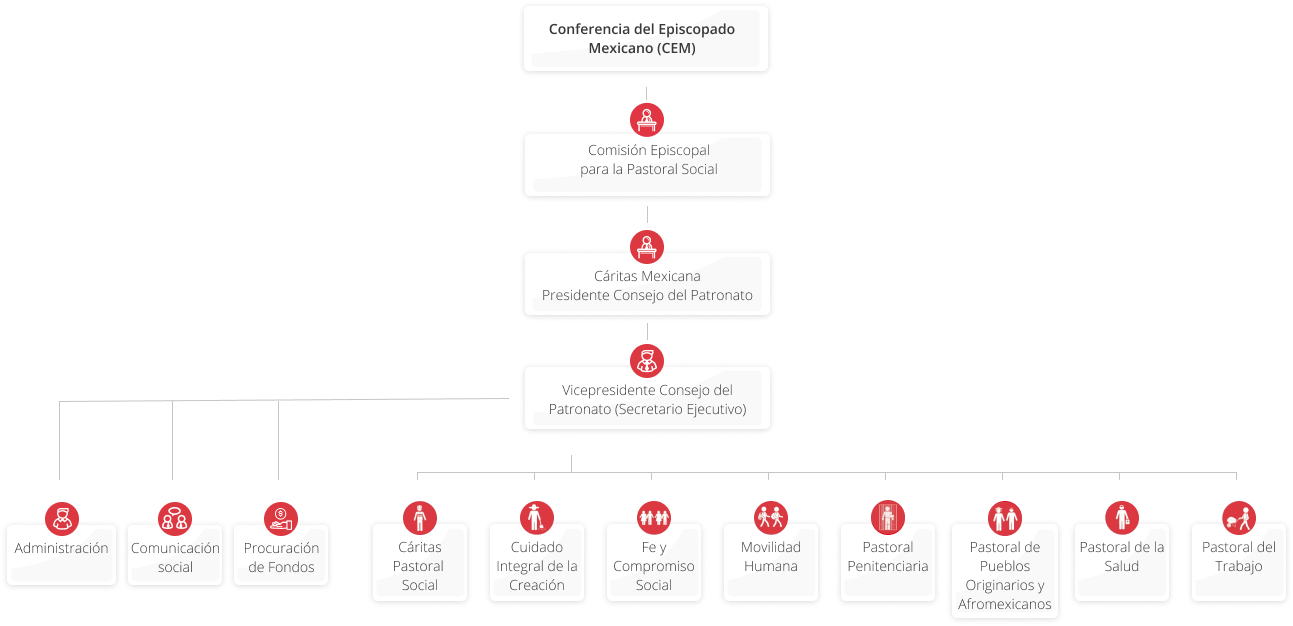 Conferencia del Episcopado
Mexicano (CEM)
Comisión Episcopal
para la Pastoral Social
Cáritas Mexicana
Presidente Consejo del Patronato
Vicepresidente Consejo del
Patronato (Secretario Ejecutivo)
Administración
Comunicación
social
Procuración
de Fondos
Cáritas
Pastoral
Social
Cuidado
Integral de la
Creación
Fe y
Compromiso
Social
Movilidad
Humana
Pastoral
Penitenciaria
Pastoral de
Pueblos
Originarios y
Afromexicanos
Pastoral de la
Salud
Pastoral del
Trabajo